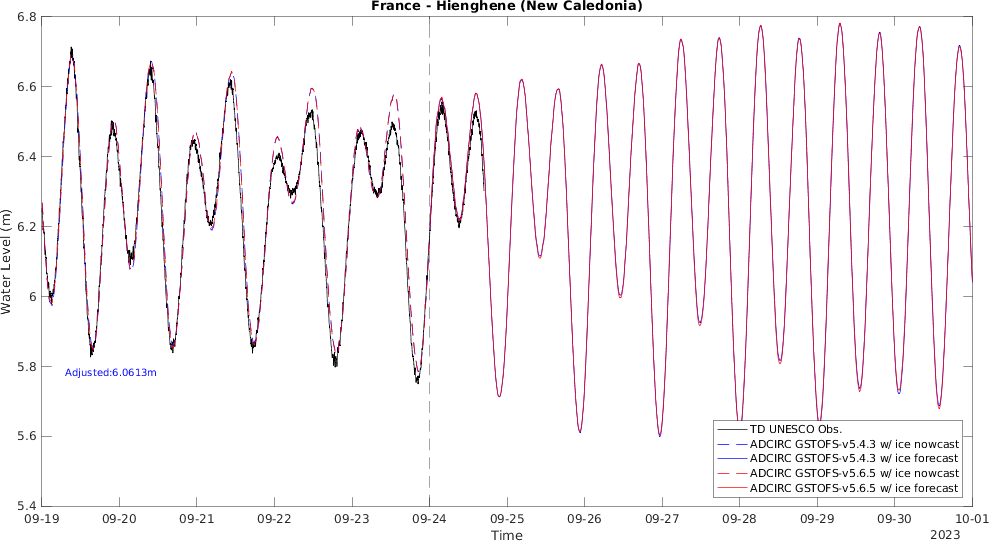 France - Hienghene (New Caledonia)
6.8
6.6
6.4
6.2
6
5.8
5.6
5.4
Water Level (m)
Adjusted:6.0613m
TD UNESCO Obs.
ADCIRC GSTOFS-v5.4.3 w/ ice nowcast
ADCIRC GSTOFS-v5.4.3 w/ ice forecast
ADCIRC GSTOFS-v5.6.5 w/ ice nowcast
ADCIRC GSTOFS-v5.6.5 w/ ice forecast
09-19 09-20 09-21 09-22 09-23 09-24 09-25 09-26 09-27 09-28 09-29 09-30 10-01
Time
2023